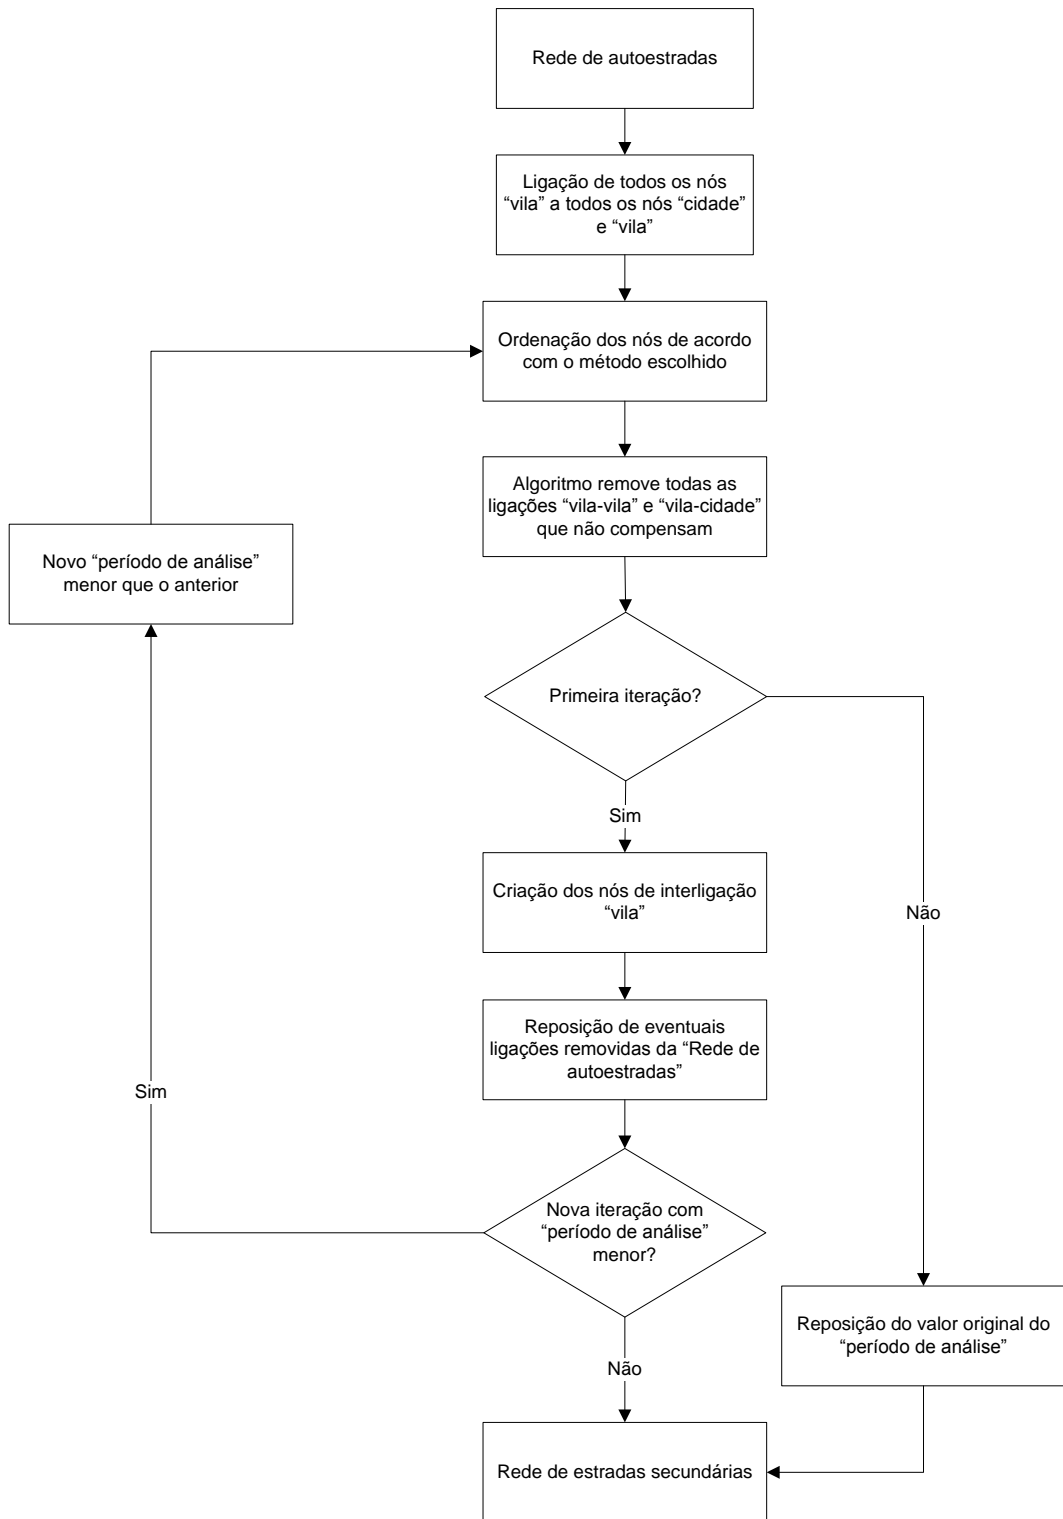 Rede de autoestradas
Ligação de todos os nós
“vila” a todos os nós “cidade”
e “vila”
Ordenação dos nós de acordo
com o método escolhido
Algoritmo remove todas as
ligações “vila-vila” e “vila-cidade”
que não compensam
Novo “período de análise”
menor que o anterior
Primeira iteração?
Sim
Criação dos nós de interligação
“vila”
Não
Reposição de eventuais
ligações removidas da “Rede de
autoestradas”
Sim
Nova iteração com
“período de análise”
menor?
Reposição do valor original do
“período de análise”
Não
Rede de estradas secundárias